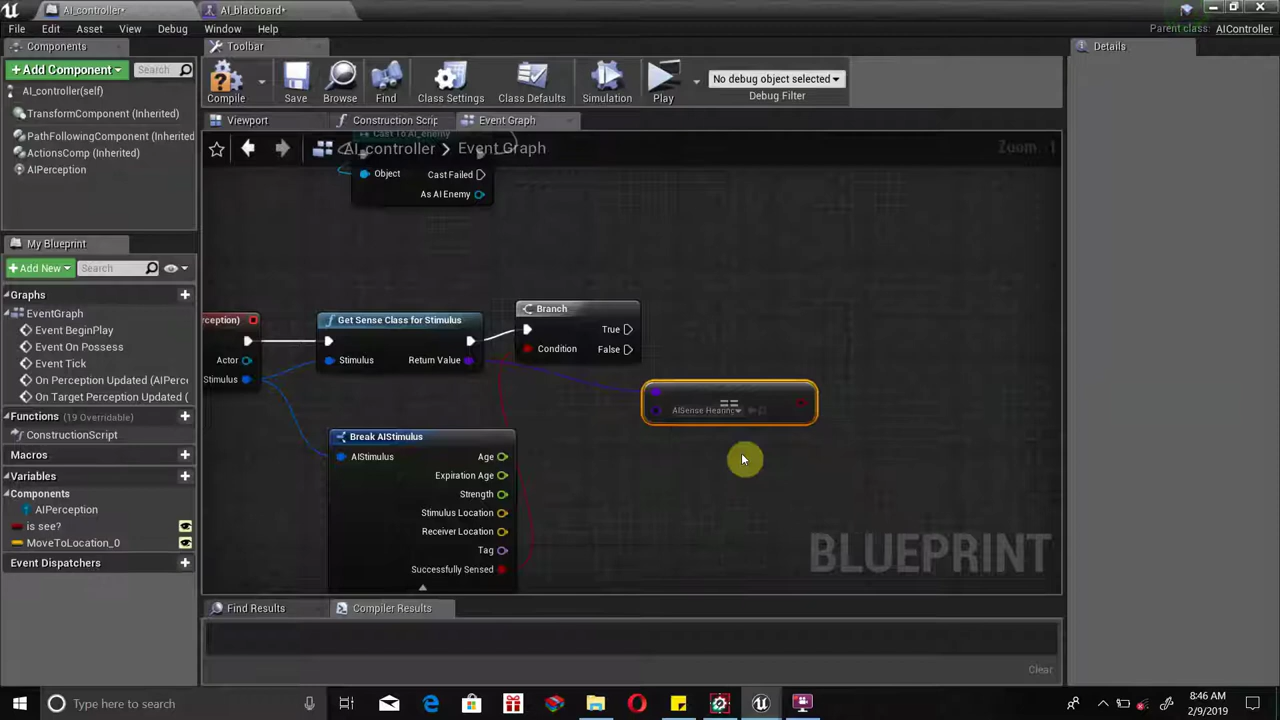 AI_controller*
AI_blacboard*
File Edit Asset View Debug Window Help
Parent class: AIController
Components
Toolbar
Details
+Add Component
Search
AI_controller(self)
TransformComponent (Inherited)
PathFollowingComponent (Inherited
ActionsComp (Inherited)
AIPerception
Compile
Save
Browse
Find
Class Settings
Class Defaults
Simulation
Play
No debug object selected
Debug Filter
Viewport
Construction Scrip
Event Graph
AI_controller > Event Graph
Zoom -1
Cast To AI_enemy
Object
Cast Failed
As AI Enemy
My Blueprint
+Add New
Search
Graphs
EventGraph
Event BeginPlay
Event On Possess
Event Tick
On Perception Updated (AIPerc
On Target Perception Updated (
Functions (19 Overridable)
ConstructionScript
Macros
Variables
Components
AIPerception
is see?
MoveToLocation_0
Event Dispatchers
rception)
Actor
Stimulus
Get Sense Class for Stimulus
Stimulus
Return Value
Branch
True
Condition
False
==
AISense Hearing
Break AIStimulus
AIStimulus
Age
Expiration Age
Strength
Stimulus Location
Receiver Location
Tag
Successfully Sensed
BLUEPRINT
Find Results
Compiler Results
Clear
Type here to search
8:46 AM
2/9/2019